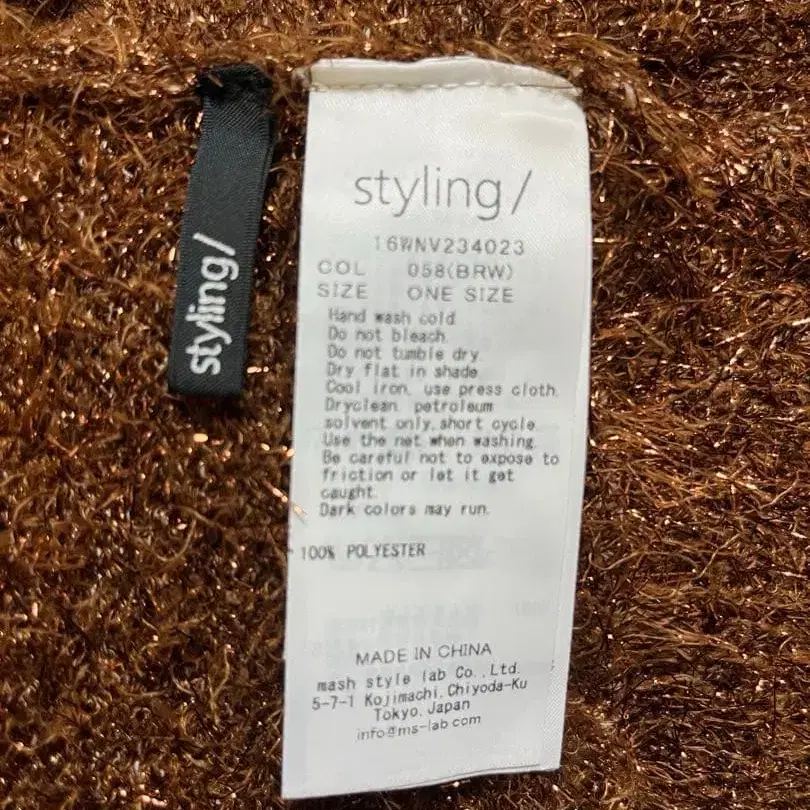 styling/
styling/
16WNV234023
COL 058(BRW)
SIZE ONE SIZE
Hand wash cold
Do not bleach.
Do not tumble dry.
Dry flat in shade
Cool iron, use press cloth.
Dryclean, petroleum
solvent only, short cycle
Use the net when washing.
Be careful not to expose to
friction or let it get
caught.
Dark colors may run.
100% POLYESTER
MADE IN CHINA
mash style lab Co., Ltd.
5-7-1 Kojimachi, Chiyoda-Ku
Tokyo, Japan
info@ms-lab.com